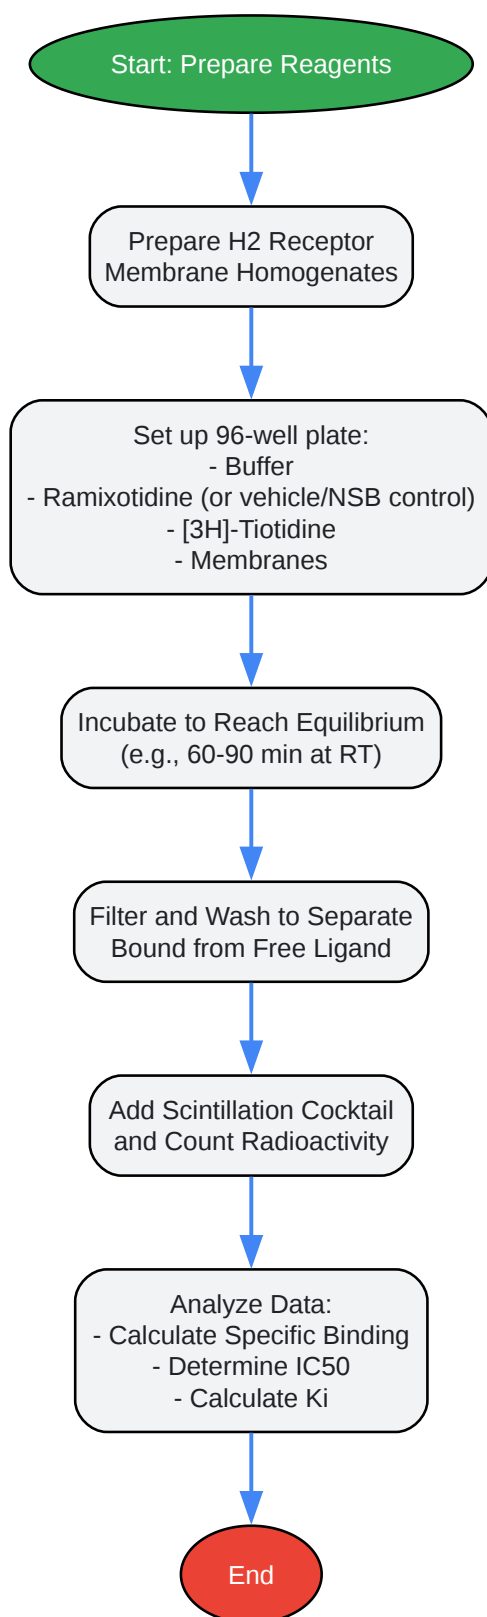 Start: Prepare Reagents
Prepare H2 Receptor
Membrane Homogenates
Set up 96-well plate:
- Buffer
- Ramixotidine (or vehicle/NSB control)
- [3H]-Tiotidine
- Membranes
Incubate to Reach Equilibrium
(e.g., 60-90 min at RT)
Filter and Wash to Separate
Bound from Free Ligand
Add Scintillation Cocktail
and Count Radioactivity
Analyze Data:
- Calculate Specific Binding
- Determine IC50
- Calculate Ki
End